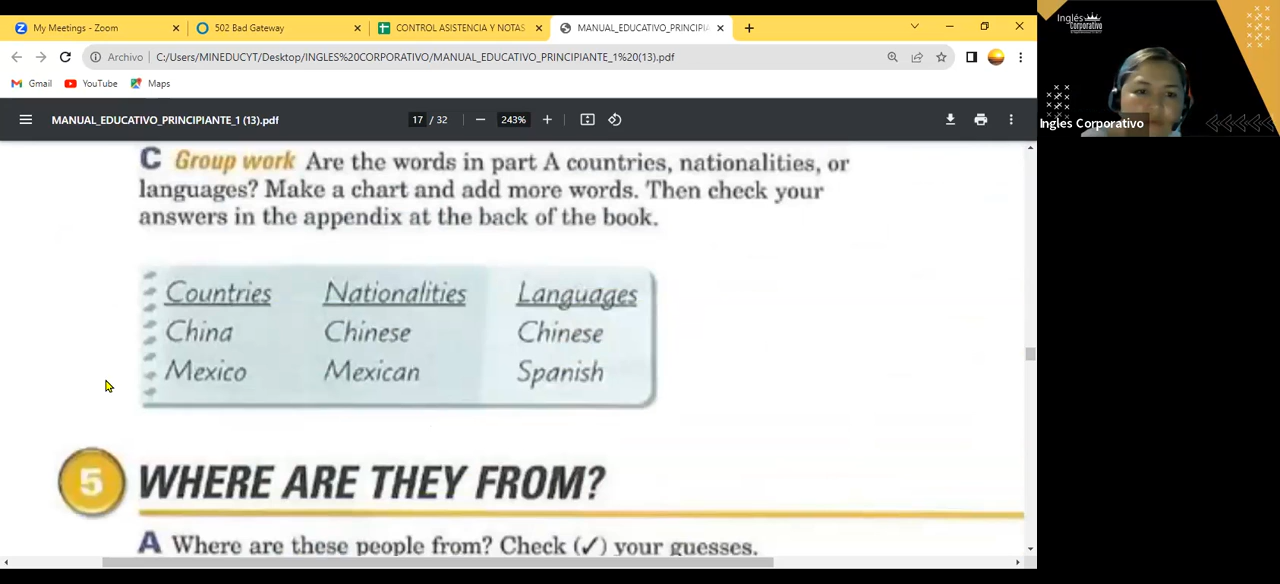 My Meetings - Zoom
502 Bad Gateway
CONTROL ASISTENCIA Y NOTAS
MANUAL_EDUCATIVO_PRINCIPIA
Archivo
C:/Users/MINEDUCYT/Desktop/INGLES%20CORPORATIVO/MANUAL_EDUCATIVO_PRINCIPIANTE_1%20(13).pdf
Gmail
YouTube
Maps
MANUAL_EDUCATIVO_PRINCIPIANTE_1 (13).pdf
17 / 32
243%
C Group work Are the words in part A countries, nationalities, or
languages? Make a chart and add more words. Then check your
answers in the appendix at the back of the book.
Countries Nationalities Languages
China Chinese Chinese
Mexico Mexican Spanish
5 WHERE ARE THEY FROM?
A Where are these people from? Check (✓) your guesses.
Inglés
Corporativo
Ingles Corporativo